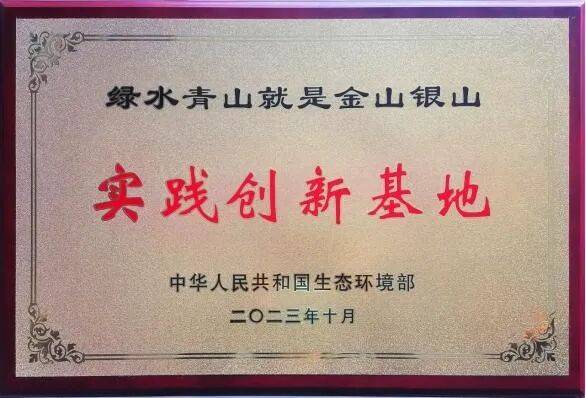 绿水青山就是金山银山
实践创新基地
中华人民共和国生态环境部
二〇二三年十月